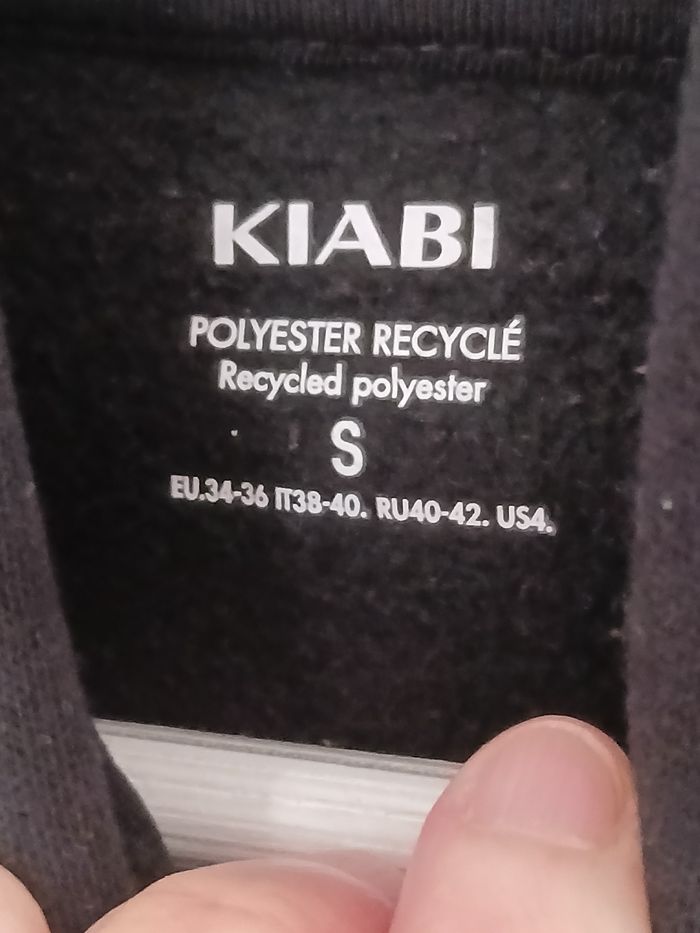 KIABI
POLYESTER RECYCLÉ
Recycled polyester
S
EU.34-36 IT38-40. RU40-42. US4.